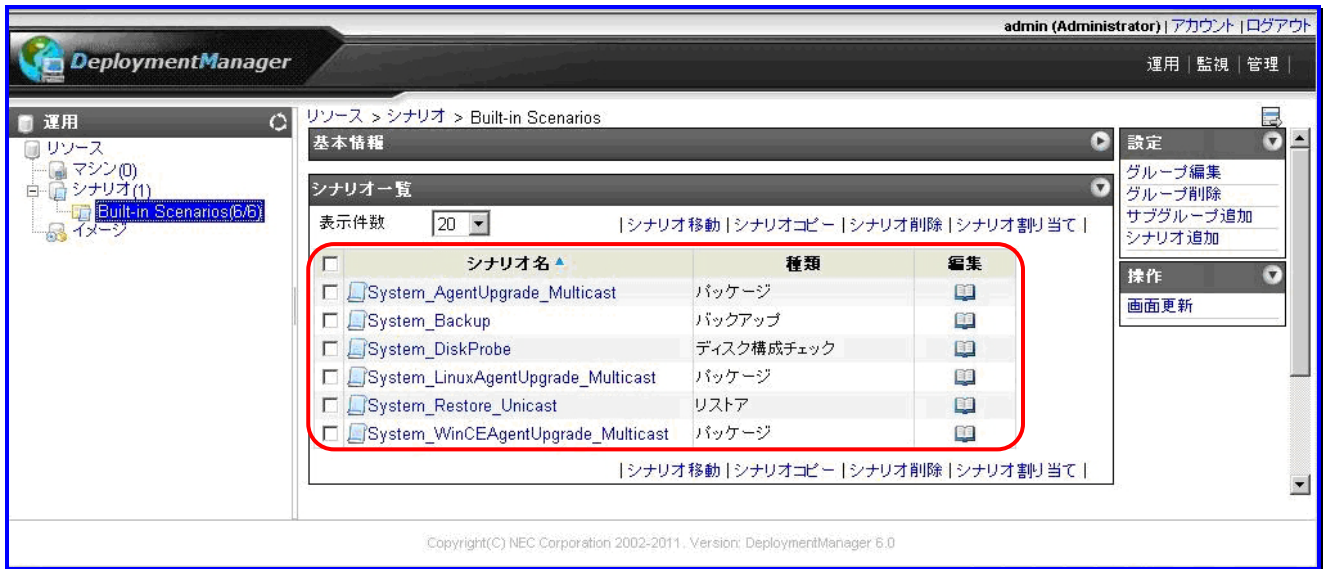 admin (Administrator) | アカウント | ログアウト
DeploymentManager
運用 | 監視 | 管理 |
運用
リソース
マシン(0)
シナリオ(1)
Built-in Scenarios(6/6)
イメージ
リソース > シナリオ > Built-in Scenarios
基本情報
シナリオ一覧
表示件数 20 | シナリオ移動 | シナリオコピー | シナリオ削除 | シナリオ割り当て |
シナリオ名 種類 編集
System_AgentUpgrade_Multicast パッケージ
System_Backup バックアップ
System_DiskProbe ディスク構成チェック
System_LinuxAgentUpgrade_Multicast パッケージ
System_Restore_Unicast リストア
System_WinCEAgentUpgrade_Multicast パッケージ
| シナリオ移動 | シナリオコピー | シナリオ削除 | シナリオ割り当て |
設定
グループ編集
グループ削除
サブグループ追加
シナリオ追加
操作
画面更新
Copyright(C) NEC Corporation 2002-2011. Version: DeploymentManager 6.0